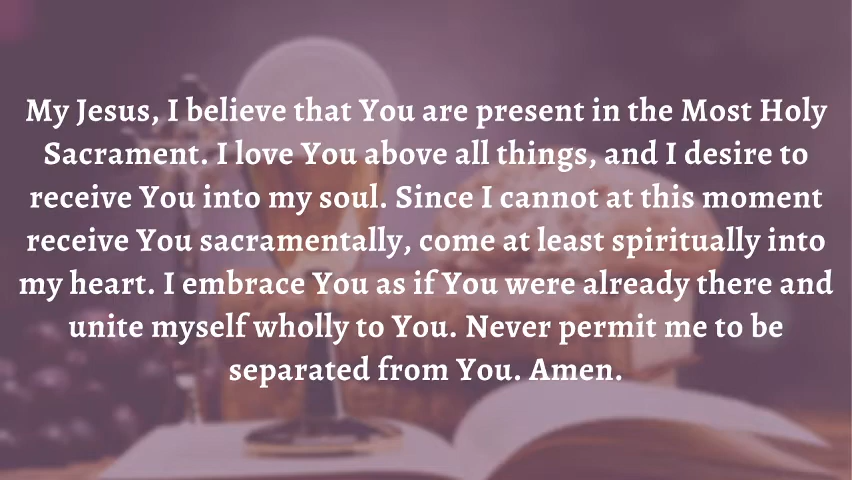 My Jesus, I believe that You are present in the Most Holy
Sacrament. I love You above all things, and I desire to
receive You into my soul. Since I cannot at this moment
receive You sacramentally, come at least spiritually into
my heart. I embrace You as if You were already there and
unite myself wholly to You. Never permit me to be
separated from You. Amen.